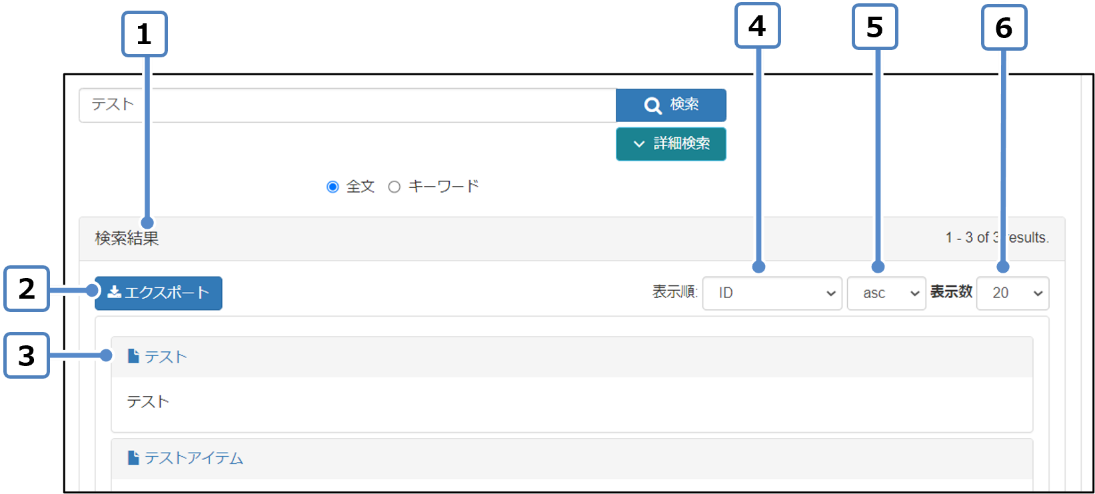 1
4
5
6
テスト
検索
詳細検索
全文 キーワード
検索結果
1 - 3 of 3 results.
2
エクスポート
表示順: ID asc 表示数 20
3
テスト
テスト
テストアイテム